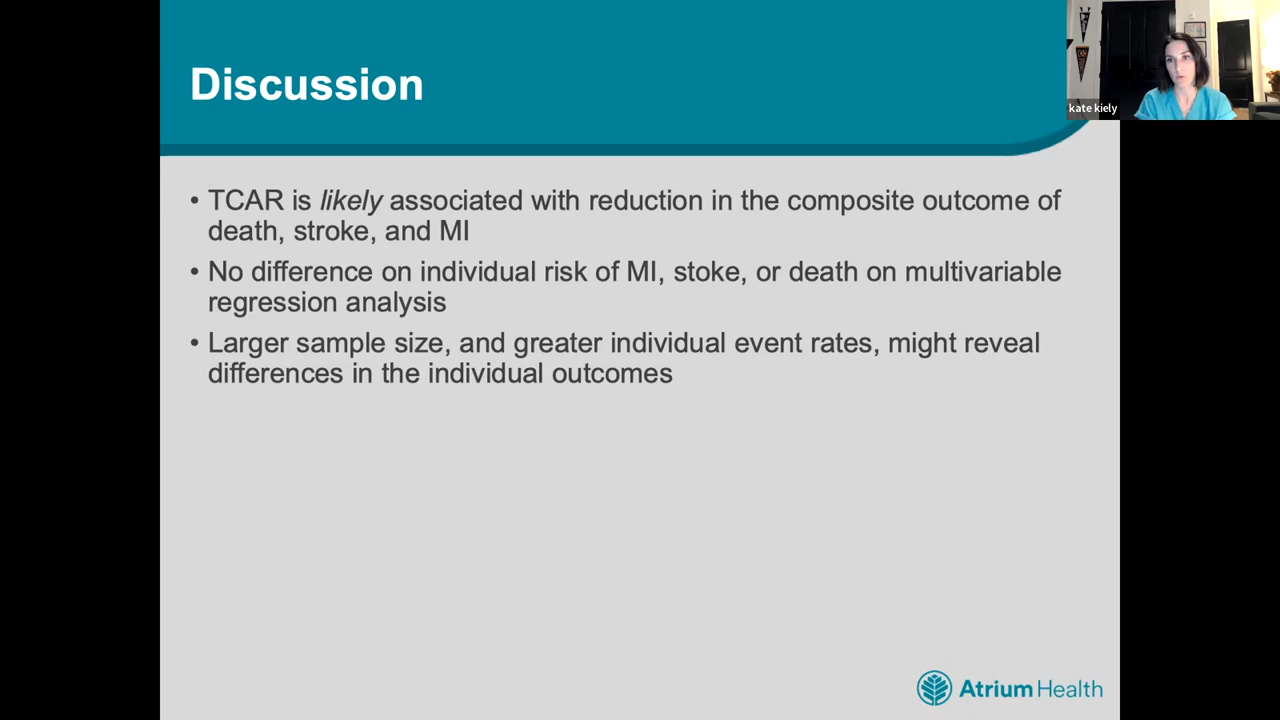 Discussion
kate kiely
• TCAR is likely associated with reduction in the composite outcome of
death, stroke, and MI
• No difference on individual risk of MI, stoke, or death on multivariable
regression analysis
• Larger sample size, and greater individual event rates, might reveal
differences in the individual outcomes
Atrium Health